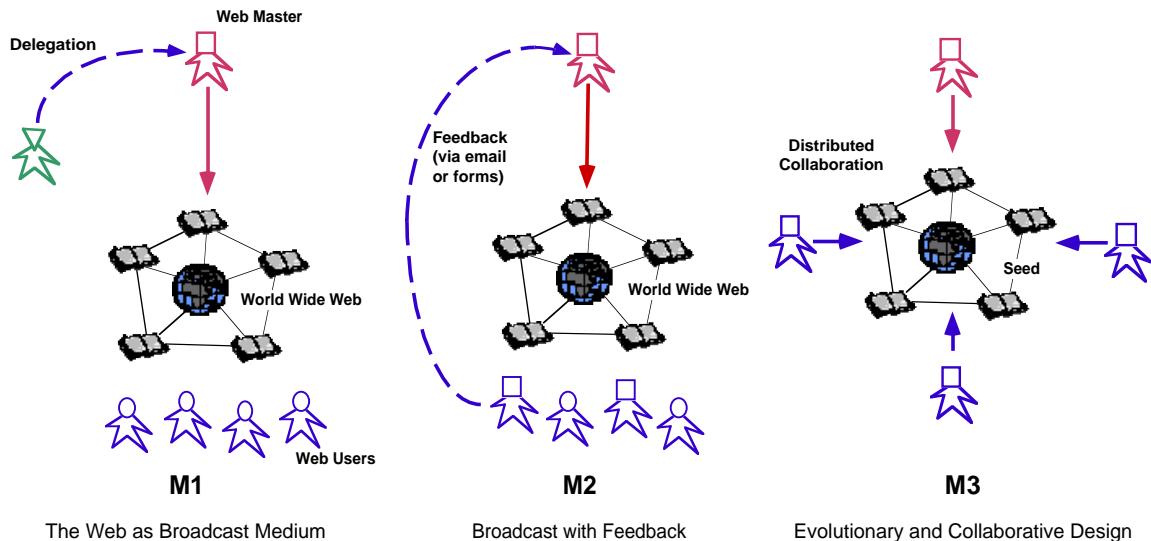 Web Master
Delegation
World Wide Web
Web Users
M1
The Web as Broadcast Medium
Feedback
(via email
or forms)
World Wide Web
M2
Broadcast with Feedback
Distributed
Collaboration
Seed
M3
Evolutionary and Collaborative Design